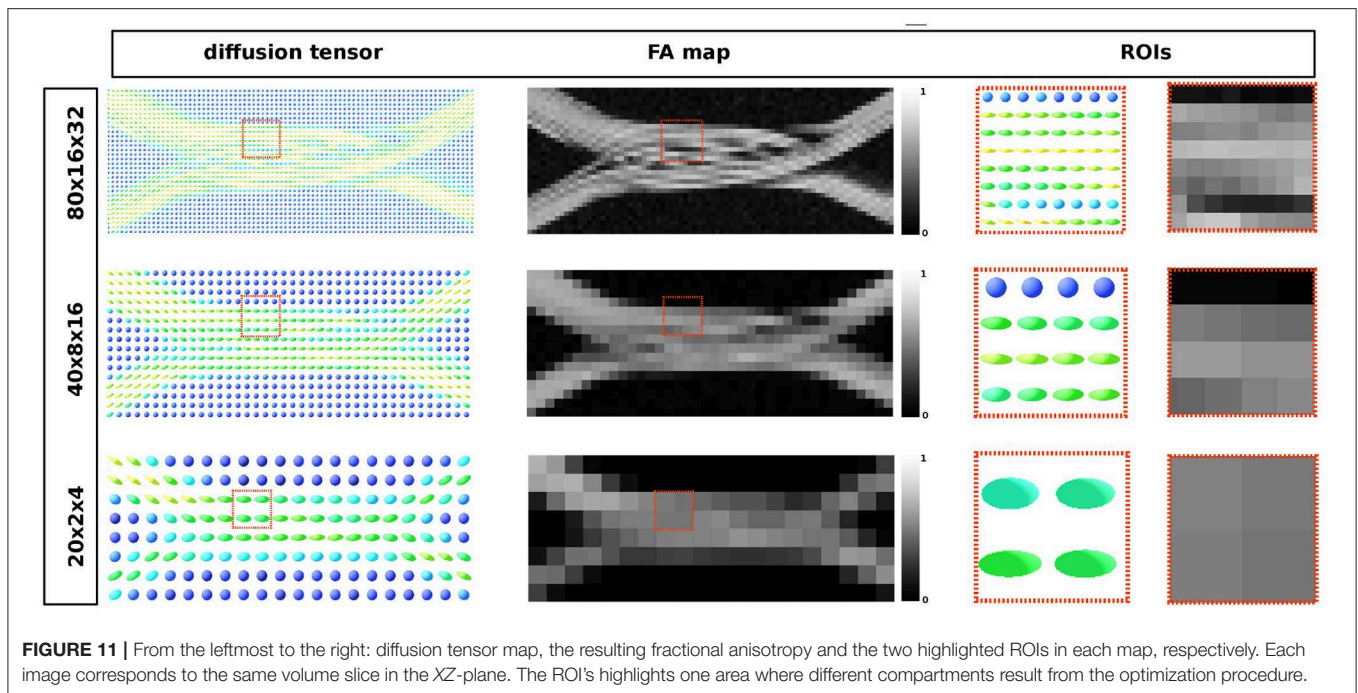 diffusion tensor FA map ROIs
80x16x32
1
0
40x8x16
1
0
20x2x4
1
0
FIGURE 11 | From the leftmost to the right: diffusion tensor map, the resulting fractional anisotropy and the two highlighted ROIs in each map, respectively. Each
image corresponds to the same volume slice in the XZ-plane. The ROI's highlights one area where different compartments result from the optimization procedure.